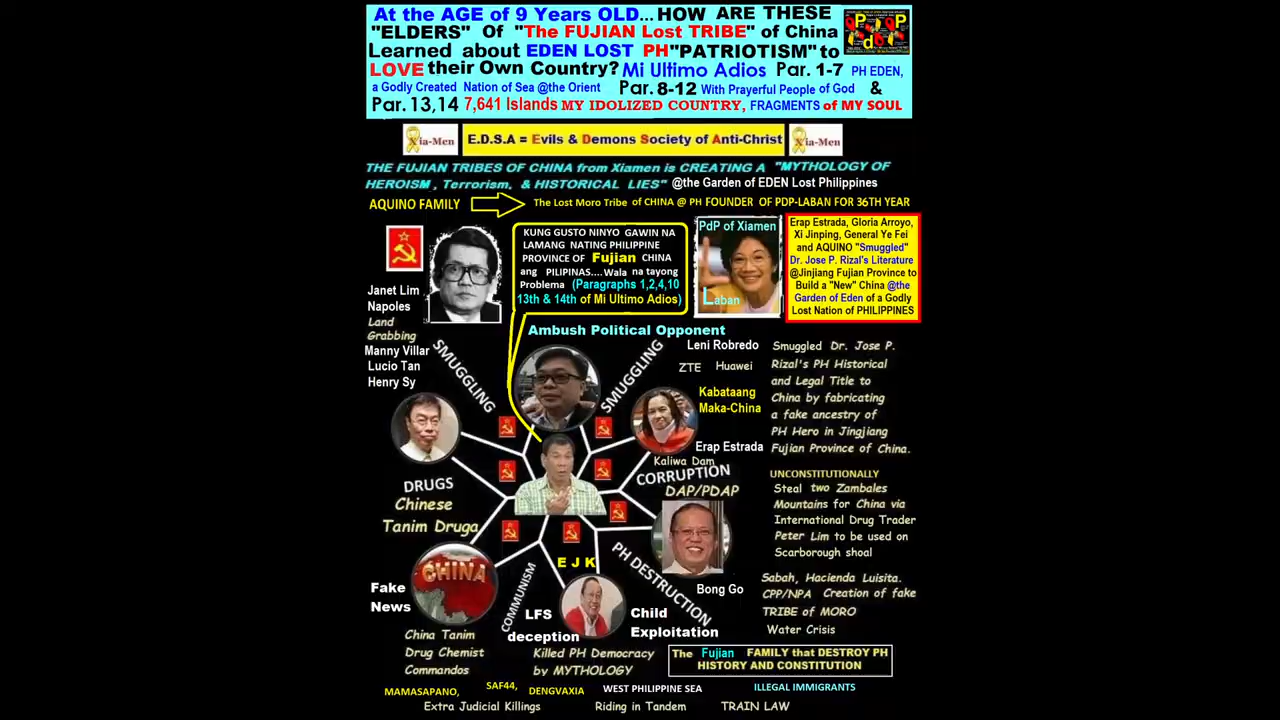 At the AGE of 9 Years OLD...HOW ARE THESE
"ELDERS" Of "The FUJIAN Lost TRIBE" of China
Learned about EDEN LOST PH"PATRIOTISM" to
LOVE their Own Country? Mi Ultimo Adios Par. 1-7 PH EDEN,
a Godly Created Nation of Sea @the Orient Par. 8-12 With Prayerful People of God &
Par. 13,14 7,641 Islands MY IDOLIZED COUNTRY, FRAGMENTS of MY SOUL
Xia-Men
E.D.S.A = Evils & Demons Society of Anti-Christ
Xia-Men
THE FUJIAN TRIBES OF CHINA from Xiamen is CREATING A "MYTHOLOGY OF
HEROISM, Terrorism, & HISTORICAL LIES" @the Garden of EDEN Lost Philippines
AQUINO FAMILY
The Lost Moro Tribe of CHINA @ PH FOUNDER OF PDP-LABAN FOR 36TH YEAR
KUNG GUSTO NINYO GAWIN NA
LAMANG NATING PHILIPPINE
PROVINCE OF Fujian CHINA
ang PILIPINAS....Wala na tayong
Problema (Paragraphs 1,2,4,10
13th & 14th of Mi Ultimo Adios)
PdP of Xiamen
Laban
Erap Estrada, Gloria Arroyo,
Xi Jinping, General Ye Fei
and AQUINO "Smuggled"
Dr. Jose P. Rizal's Literature
@Jinjiang Fujian Province to
Build a "New" China @the
Garden of Eden of a Godly
Lost Nation of PHILIPPINES
Janet Lim
Napoles
Land
Grabbing
Manny Villar
Lucio Tan
Henry Sy
Ambush Political Opponent
SMUGGLING
SMUGGLING
Leni Robredo
ZTE Huawei
Kabataang
Maka-China
Erap Estrada
Kaliwa Dam
CORRUPTION
DAP/PDAP
Smuggled Dr. Jose P.
Rizal's PH Historical
and Legal Title to
China by fabricating
a fake ancestry of
PH Hero in Jingjiang
Fujian Province of China.
UNCONSTITUTIONALLY
Steal two Zambales
Mountains for China via
International Drug Trader
Peter Lim to be used on
Scarborough shoal
DRUGS
Chinese
Tanim Druga
CHINA
Fake
News
COMMUNISM
E J K
PH DESTRUCTION
Bong Go
Sabah, Hacienda Luisita.
CPP/NPA Creation of fake
TRIBE of MORO
Water Crisis
LFS
deception
Child
Exploitation
China Tanim
Drug Chemist
Commandos
Killed PH Democracy
by MYTHOLOGY
The Fujian FAMILY that DESTROY PH
HISTORY AND CONSTITUTION
MAMASAPANO, SAF44, DENGVAXIA WEST PHILIPPINE SEA ILLEGAL IMMIGRANTS
Extra Judicial Killings Riding in Tandem TRAIN LAW